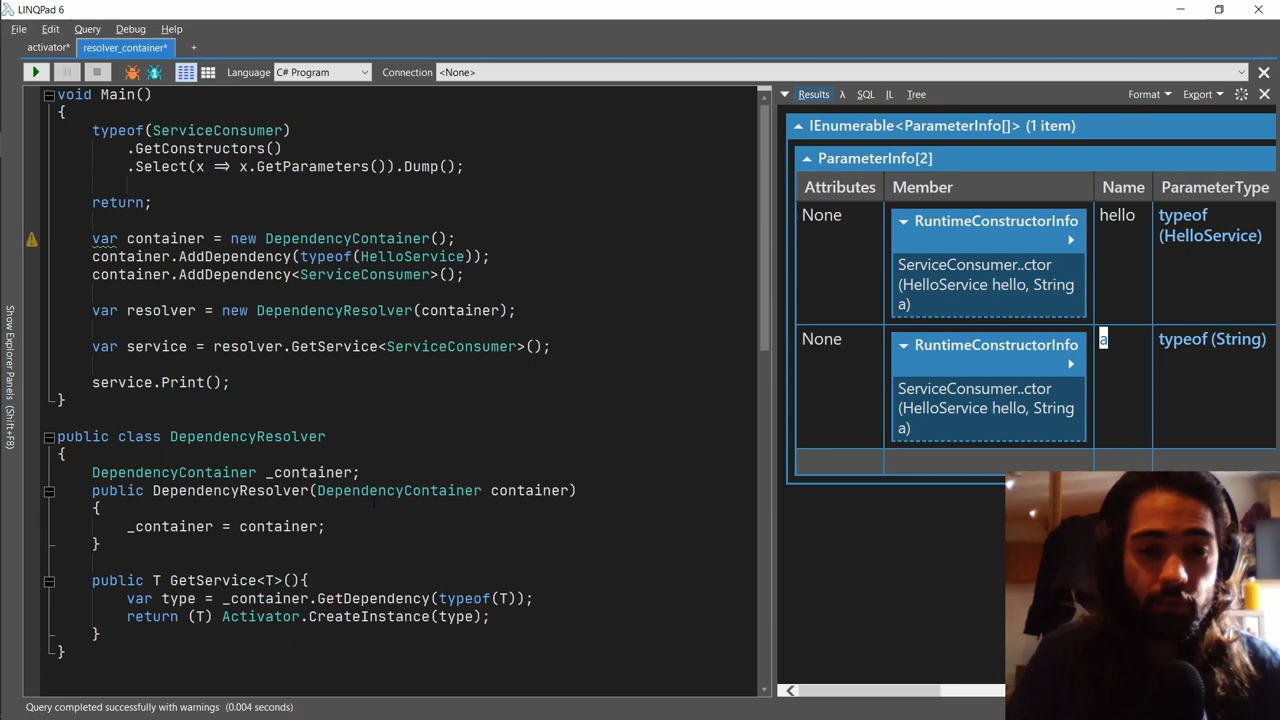 LINQPad 6
File Edit Query Debug Help
activator* resolver_container* +
Language C# Program Connection <None>
void Main()
{
typeof(ServiceConsumer)
.GetConstructors()
.Select(x => x.GetParameters()).Dump();
return;
var container = new DependencyContainer();
container.AddDependency(typeof(HelloService));
container.AddDependency<ServiceConsumer>();
var resolver = new DependencyResolver(container);
var service = resolver.GetService<ServiceConsumer>();
service.Print();
}
public class DependencyResolver
{
DependencyContainer _container;
public DependencyResolver(DependencyContainer container)
{
_container = container;
}
public T GetService<T>(){
var type = _container.GetDependency(typeof(T));
return (T) Activator.CreateInstance(type);
}
}
Show Explorer Panels (Shift+F8)
Results λ SQL JL Tree Format Export
IEnumerable<ParameterInfo[]> (1 item)
ParameterInfo[2]
Attributes Member Name ParameterType
None RuntimeConstructorInfo hello typeof
(HelloService)
ServiceConsumer..ctor
(HelloService hello, String
a)
None RuntimeConstructorInfo a typeof (String)
ServiceConsumer..ctor
(HelloService hello, String
a)
Query completed successfully with warnings (0.004 seconds)